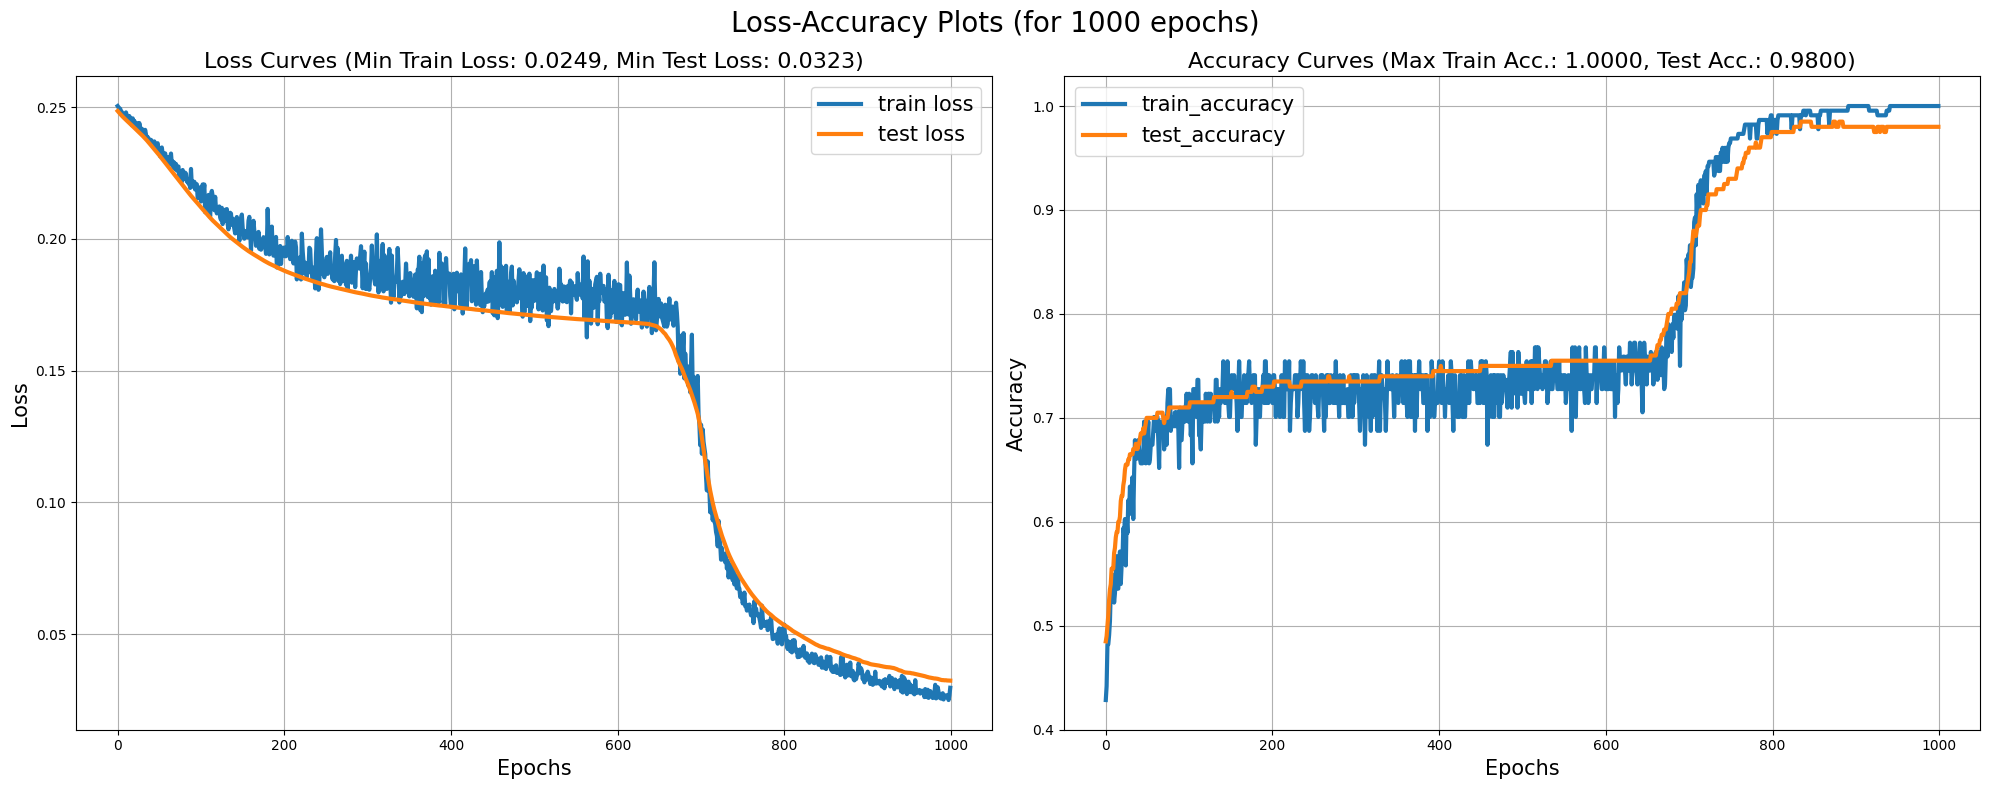 Loss-Accuracy Plots (for 1000 epochs)
Loss Curves (Min Train Loss: 0.0249, Min Test Loss: 0.0323)
train loss
test loss
0.25
0.20
0.15
0.10
0.05
Loss
0 200 400 600 800 1000
Epochs
Accuracy Curves (Max Train Acc.: 1.0000, Test Acc.: 0.9800)
train_accuracy
test_accuracy
1.0
0.9
0.8
0.7
0.6
0.5
0.4
Accuracy
0 200 400 600 800 1000
Epochs